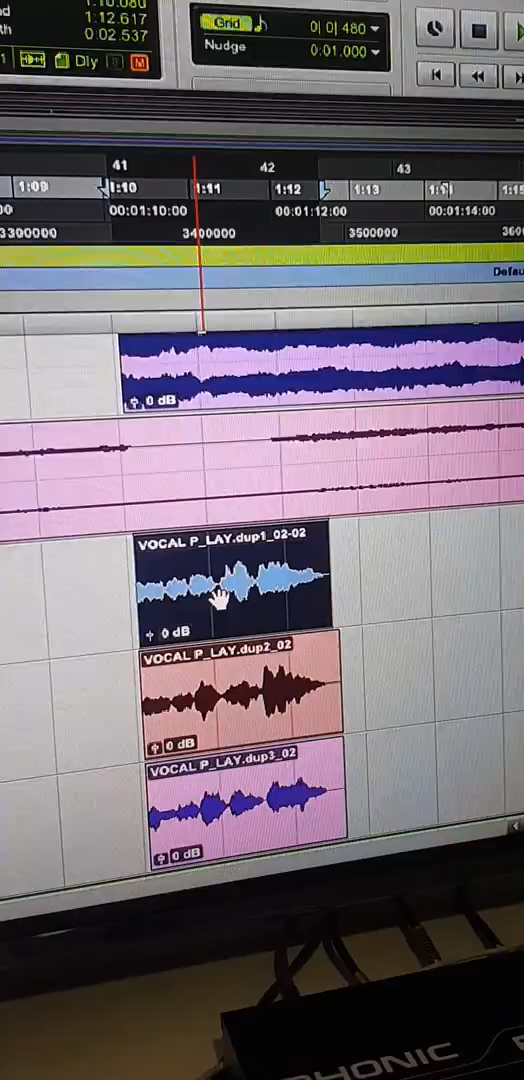 1:12.617
0:02.537
Dly
Grid
0| 0| 480
Nudge
0:01.000
41
42
43
1:09
1:10
1:11
1:12
1:13
00:01:10:00
00:01:12:00
00:01:14:00
3300000
3400000
3500000
0 dB
VOCAL P_LAY.dup1_02-02
0 dB
VOCAL P_LAY.dup2_02
0 dB
VOCAL P_LAY.dup3_02
0 dB
PHONIC